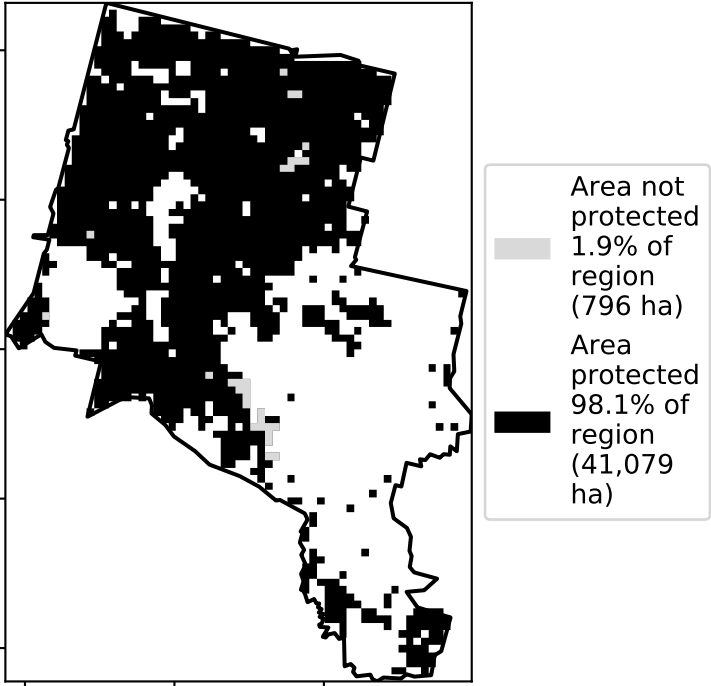 Area not
protected
1.9% of
region
(796 ha)
Area
protected
98.1% of
region
(41,079
ha)